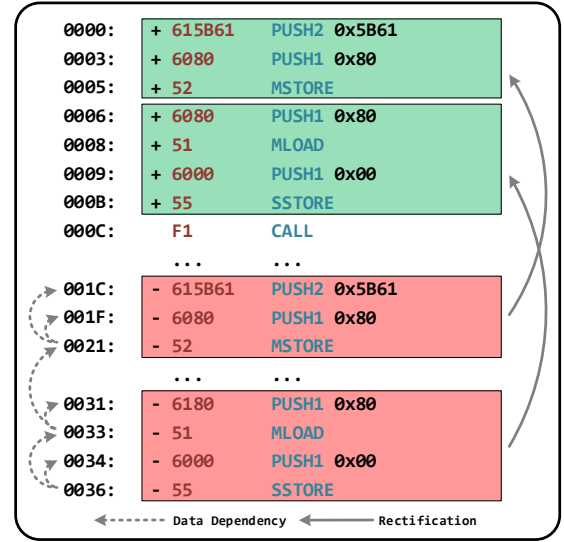 0000: + 615B61 PUSH2 0x5B61
0003: + 6080 PUSH1 0x80
0005: + 52 MSTORE
0006: + 6080 PUSH1 0x80
0008: + 51 MLOAD
0009: + 6000 PUSH1 0x00
000B: + 55 SSTORE
000C: F1 CALL
... ...
001C: - 615B61 PUSH2 0x5B61
001F: - 6080 PUSH1 0x80
0021: - 52 MSTORE
... ...
0031: - 6180 PUSH1 0x80
0033: - 51 MLOAD
0034: - 6000 PUSH1 0x00
0036: - 55 SSTORE
Data Dependency Rectification